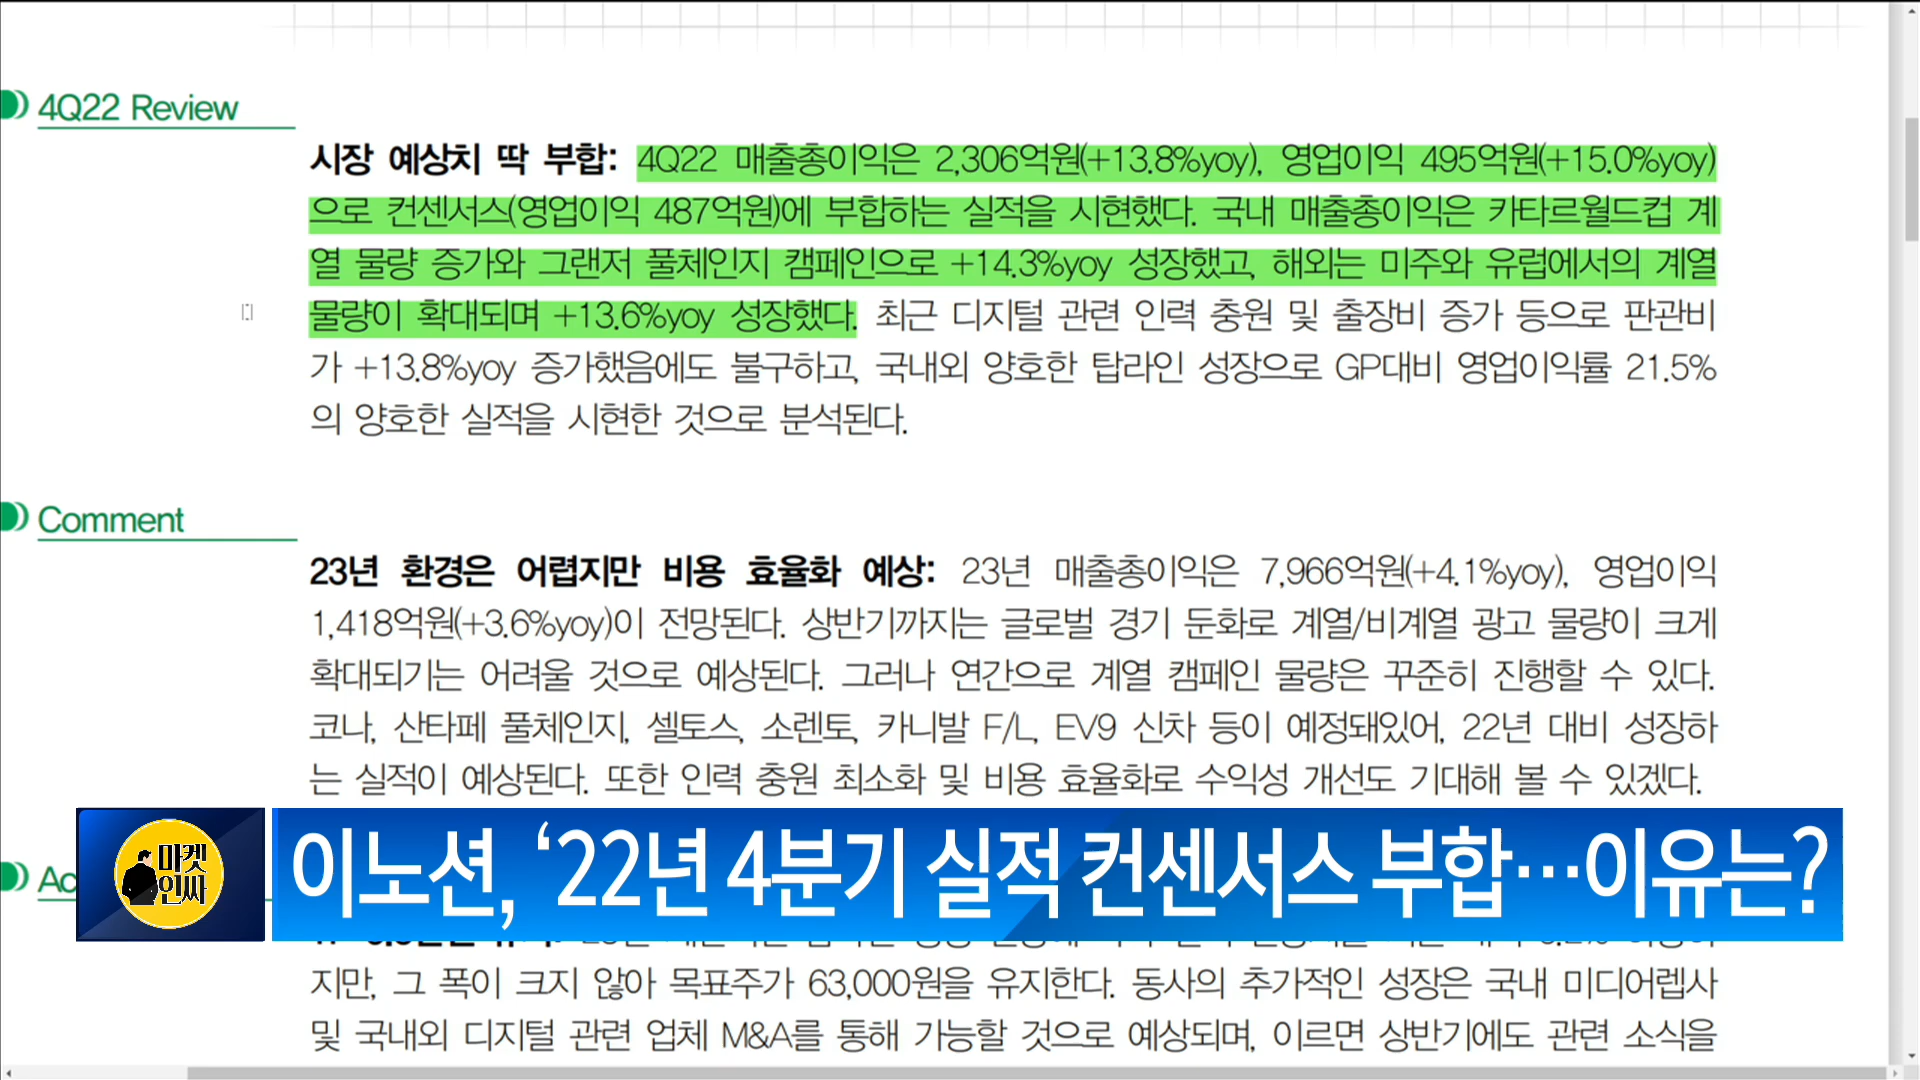 4Q22 Review
시장 예상치 딱 부합: 4Q22 매출총이익은 2,306억원(+13.8%yoy), 영업이익 495억원(+15.0%yoy)
으로 컨센서스(영업이익 487억원)에 부합하는 실적을 시현했다. 국내 매출총이익은 카타르월드컵 계
열 물량 증가와 그랜저 풀체인지 캠페인으로 +14.3%yoy 성장했고, 해외는 미주와 유럽에서의 계열
물량이 확대되며 +13.6%yoy 성장했다. 최근 디지털 관련 인력 충원 및 출장비 증가 등으로 판관비
가 +13.8%yoy 증가했음에도 불구하고, 국내외 양호한 탑라인 성장으로 GP대비 영업이익률 21.5%
의 양호한 실적을 시현한 것으로 분석된다.
Comment
23년 환경은 어렵지만 비용 효율화 예상: 23년 매출총이익은 7,966억원(+4.1%yoy), 영업이익
1,418억원(+3.6%yoy)이 전망된다. 상반기까지는 글로벌 경기 둔화로 계열/비계열 광고 물량이 크게
확대되기는 어려울 것으로 예상된다. 그러나 연간으로 계열 캠페인 물량은 꾸준히 진행할 수 있다.
코나, 산타페 풀체인지, 셀토스, 소렌토, 카니발 F/L, EV9 신차 등이 예정돼있어, 22년 대비 성장하
는 실적이 예상된다. 또한 인력 충원 최소화 및 비용 효율화로 수익성 개선도 기대해 볼 수 있겠다.
마켓
인싸
이노션, ‘22년 4분기 실적 컨센서스 부합…이유는?
지만, 그 폭이 크지 않아 목표주가 63,000원을 유지한다. 동사의 추가적인 성장은 국내 미디어렙사
및 국내외 디지털 관련 업체 M&A를 통해 가능할 것으로 예상되며, 이르면 상반기에도 관련 소식을